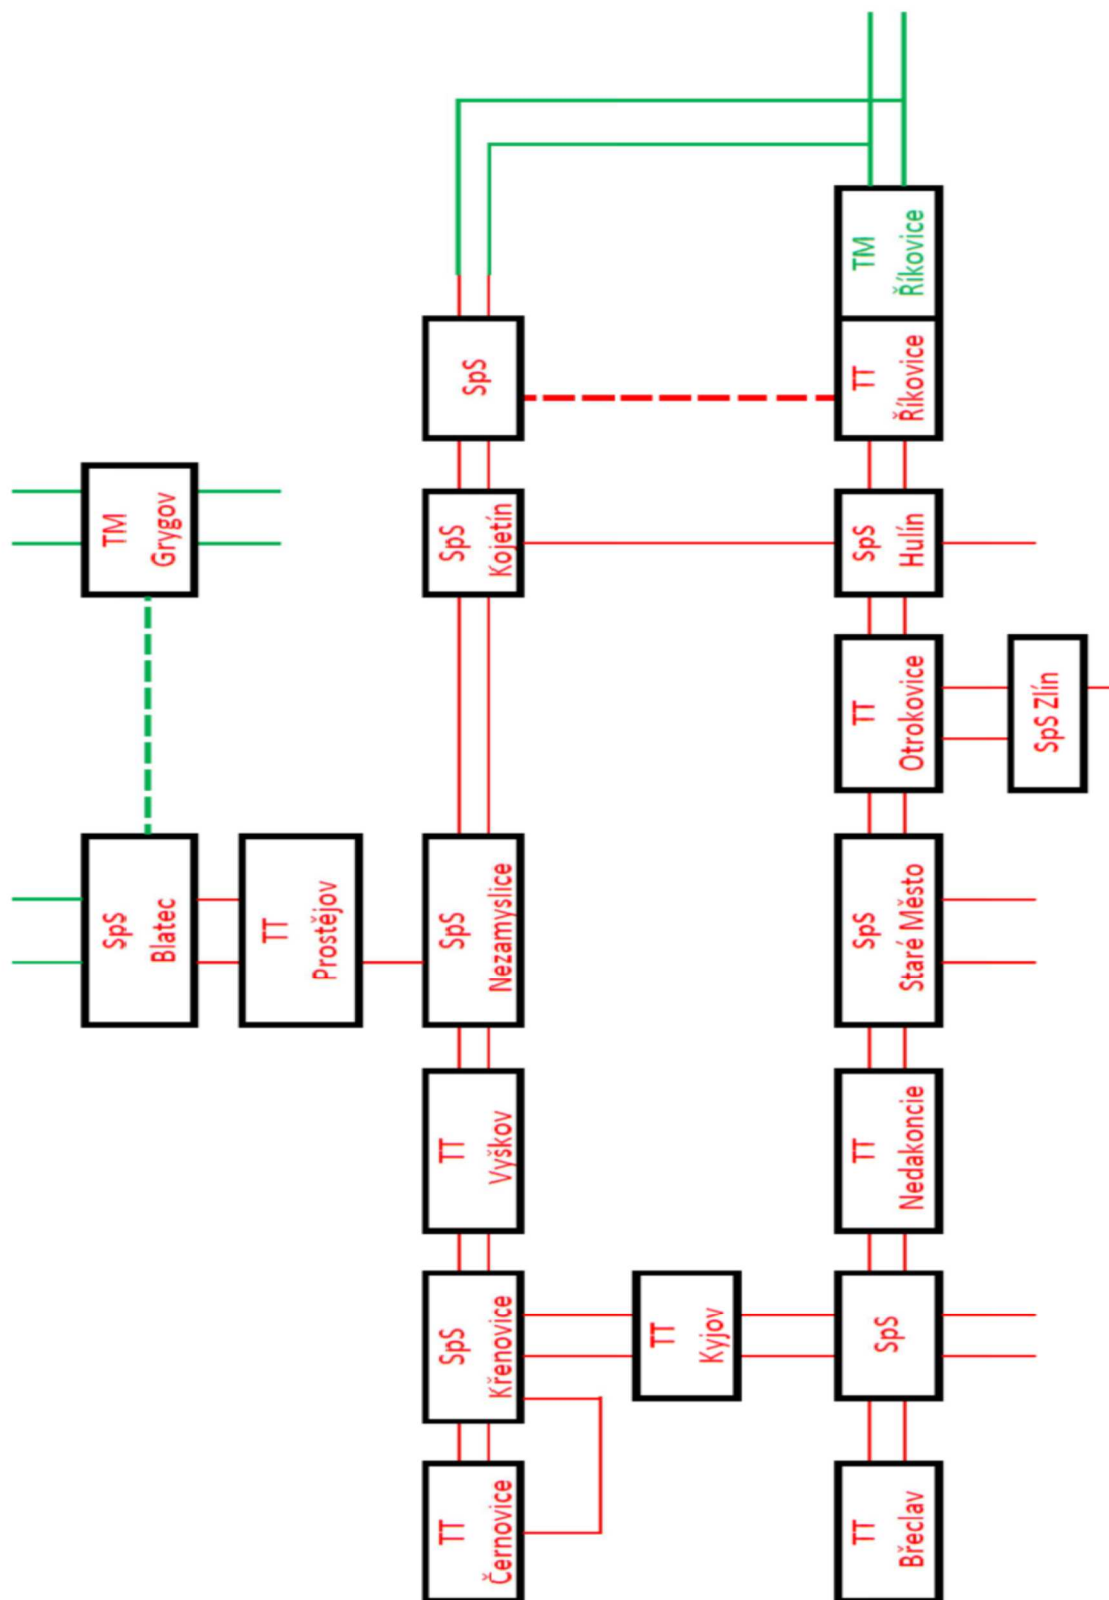 SpS
Blatec
TM
Grygov
TT
Prostějov
TT
Černovice
SpS
Křenovice
TT
Vyškov
SpS
Nezamyslice
SpS
Kojetín
SpS
TT
Kyjov
TT
Břeclav
SpS
TT
Nedakoncie
SpS
Staré Město
TT
Otrokovice
SpS
Hulín
TT
Říkovice
TM
Říkovice
SpS Zlín